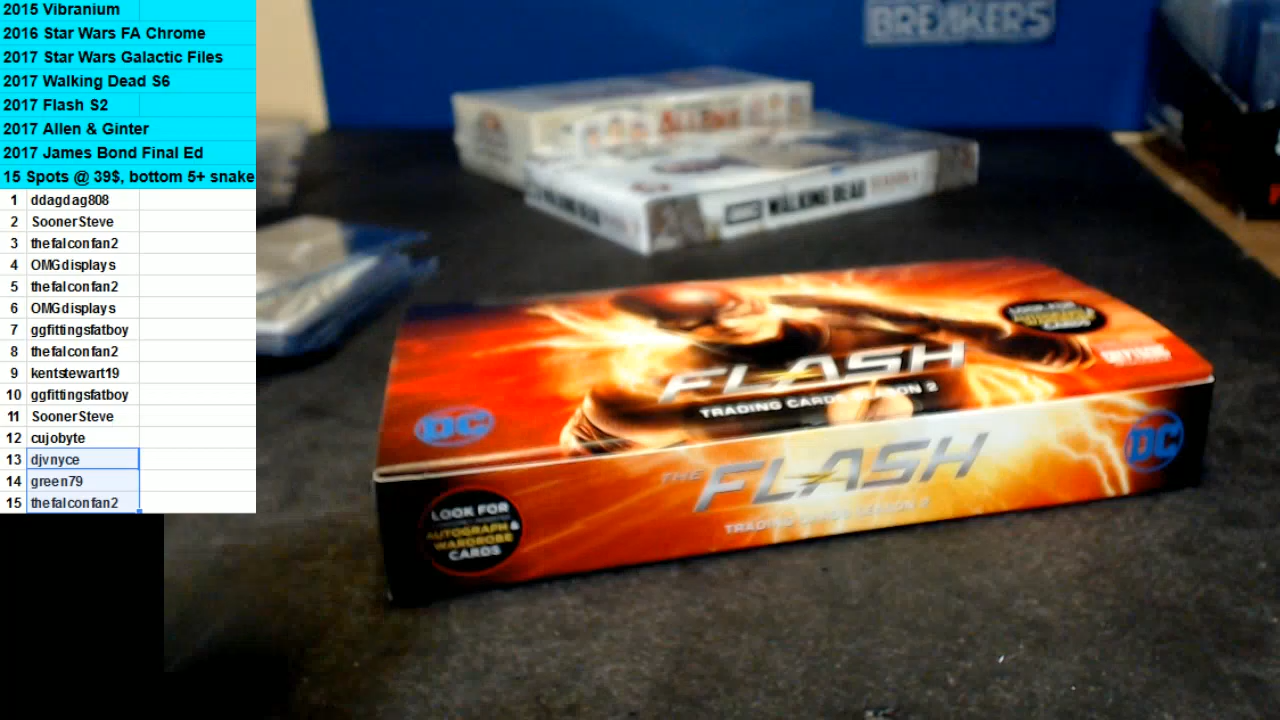 2015 Vibranium
2016 Star Wars FA Chrome
2017 Star Wars Galactic Files
2017 Walking Dead S6
2017 Flash S2
2017 Allen & Ginter
2017 James Bond Final Ed
15 Spots @ 39$, bottom 5+ snake
1 ddagdag808
2 SoonerSteve
3 thefalconfan2
4 OMGdisplays
5 thefalconfan2
6 OMGdisplays
7 ggfittingsfatboy
8 thefalconfan2
9 kentstewart19
10 ggfittingsfatboy
11 SoonerSteve
12 cujobyte
13 djvnyce
14 green79
15 thefalconfan2
BREAKERS
WALKING DEAD
LOOK FOR
AUTOGRAPH &
CARDS
FLASH
TRADING CARDS SEASON 2
DC
THE FLASH
TRADING CARDS SEASON 2
DC
LOOK FOR
AUTOGRAPH &
WARDROBE
CARDS